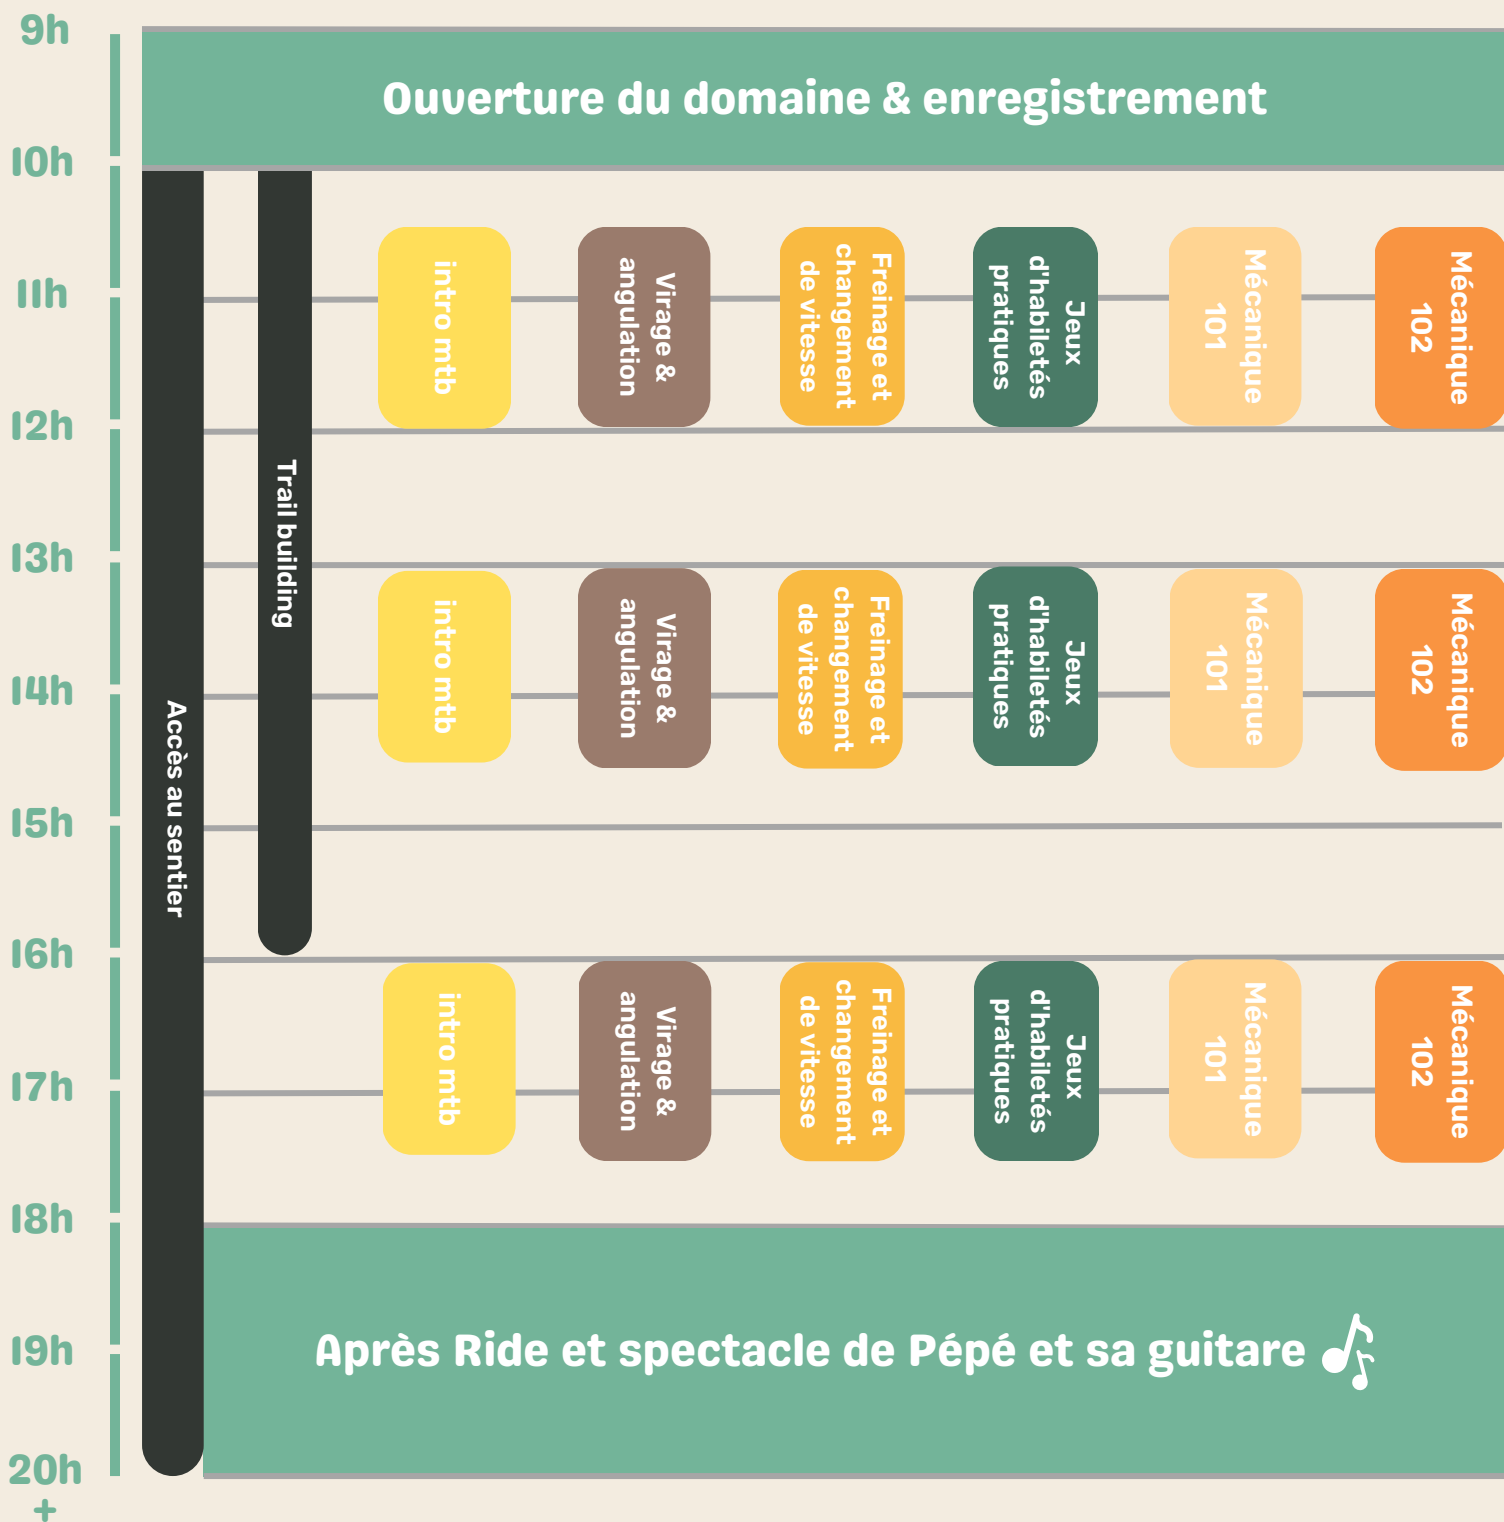 9h
Ouverture du domaine & enregistrement
10h
11h
12h
13h
14h
15h
16h
17h
18h
19h
20h
+
Accès au sentier
Trail building
intro mtb
Virage &
angulation
Freinage et
changement
de vitesse
Jeux
d'habiletés
pratiques
Mécanique
101
Mécanique
102
intro mtb
Virage &
angulation
Freinage et
changement
de vitesse
Jeux
d'habiletés
pratiques
Mécanique
101
Mécanique
102
intro mtb
Virage &
angulation
Freinage et
changement
de vitesse
Jeux
d'habiletés
pratiques
Mécanique
101
Mécanique
102
Après Ride et spectacle de Pépé et sa guitare